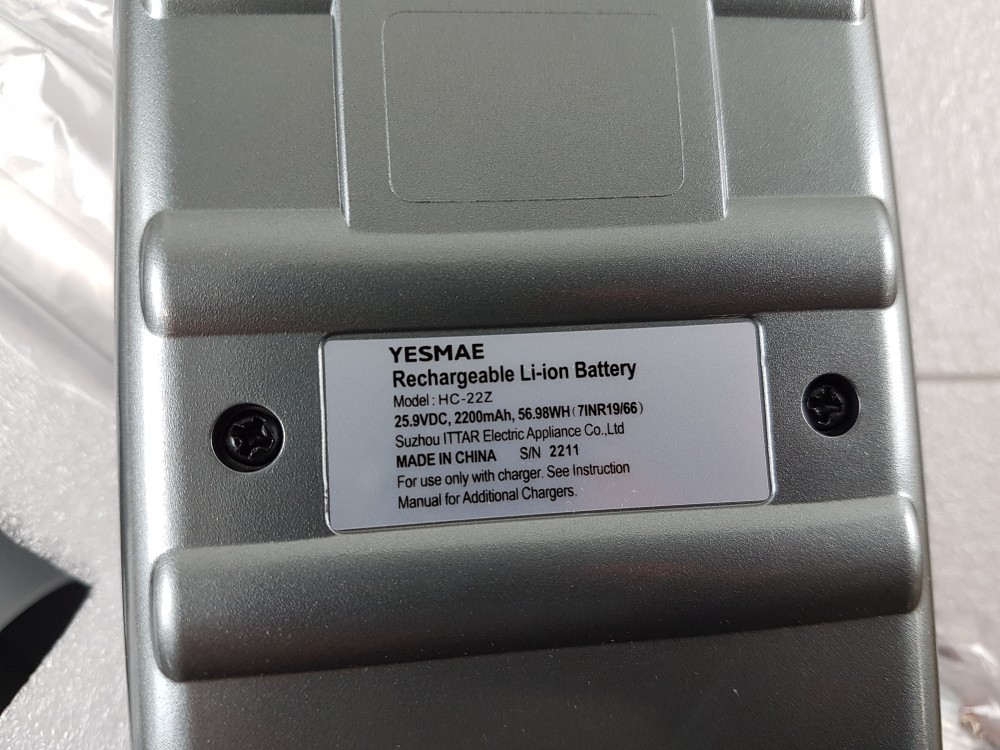 YESMAE
Rechargeable Li-ion Battery
Model : HC-22Z
25.9VDC, 2200mAh, 56.98WH (7INR19/66)
Suzhou ITTAR Electric Appliance Co.,Ltd
MADE IN CHINA S/N 2211
For use only with charger. See Instruction
Manual for Additional Chargers.